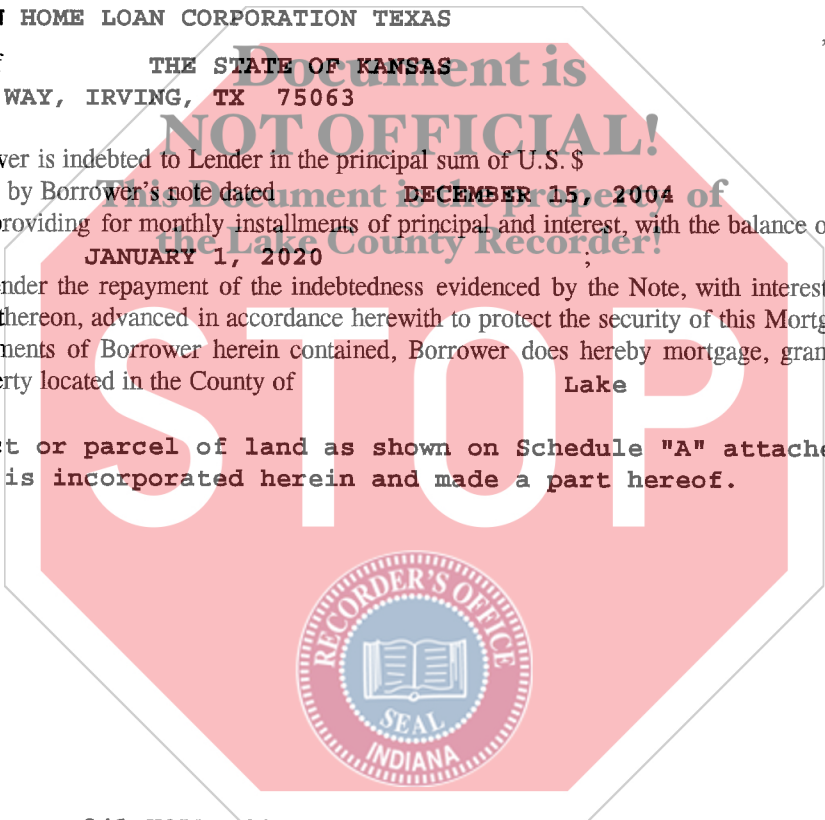 HOME LOAN CORPORATION TEXAS
THE STATE OF KANSAS
WAY, IRVING, TX 75063
Document is
NOT OFFICIAL!
This Document is the property of
the Lake County Recorder!
ver is indebted to Lender in the principal sum of U.S. $
by Borrower's note dated DECEMBER 15, 2004
roviding for monthly installments of principal and interest, with the balance o
JANUARY 1, 2020 ;
nder the repayment of the indebtedness evidenced by the Note, with interest
thereon, advanced in accordance herewith to protect the security of this Mortg
nents of Borrower herein contained, Borrower does hereby mortgage, gran
erty located in the County of Lake
ct or parcel of land as shown on Schedule "A" attache
is incorporated herein and made a part hereof.
STOP
RECORDER'S OFFICE
SEAL
INDIANA